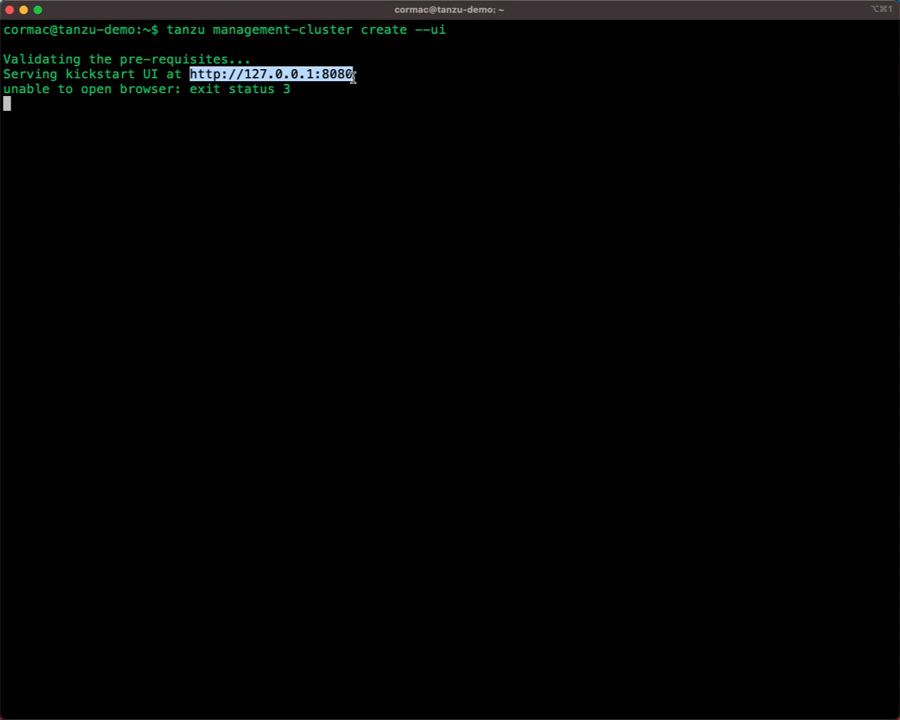 cormac@tanzu-demo: ~
⌥⌘1
cormac@tanzu-demo:~$ tanzu management-cluster create --ui
Validating the pre-requisites...
Serving kickstart UI at http://127.0.0.1:8080
unable to open browser: exit status 3